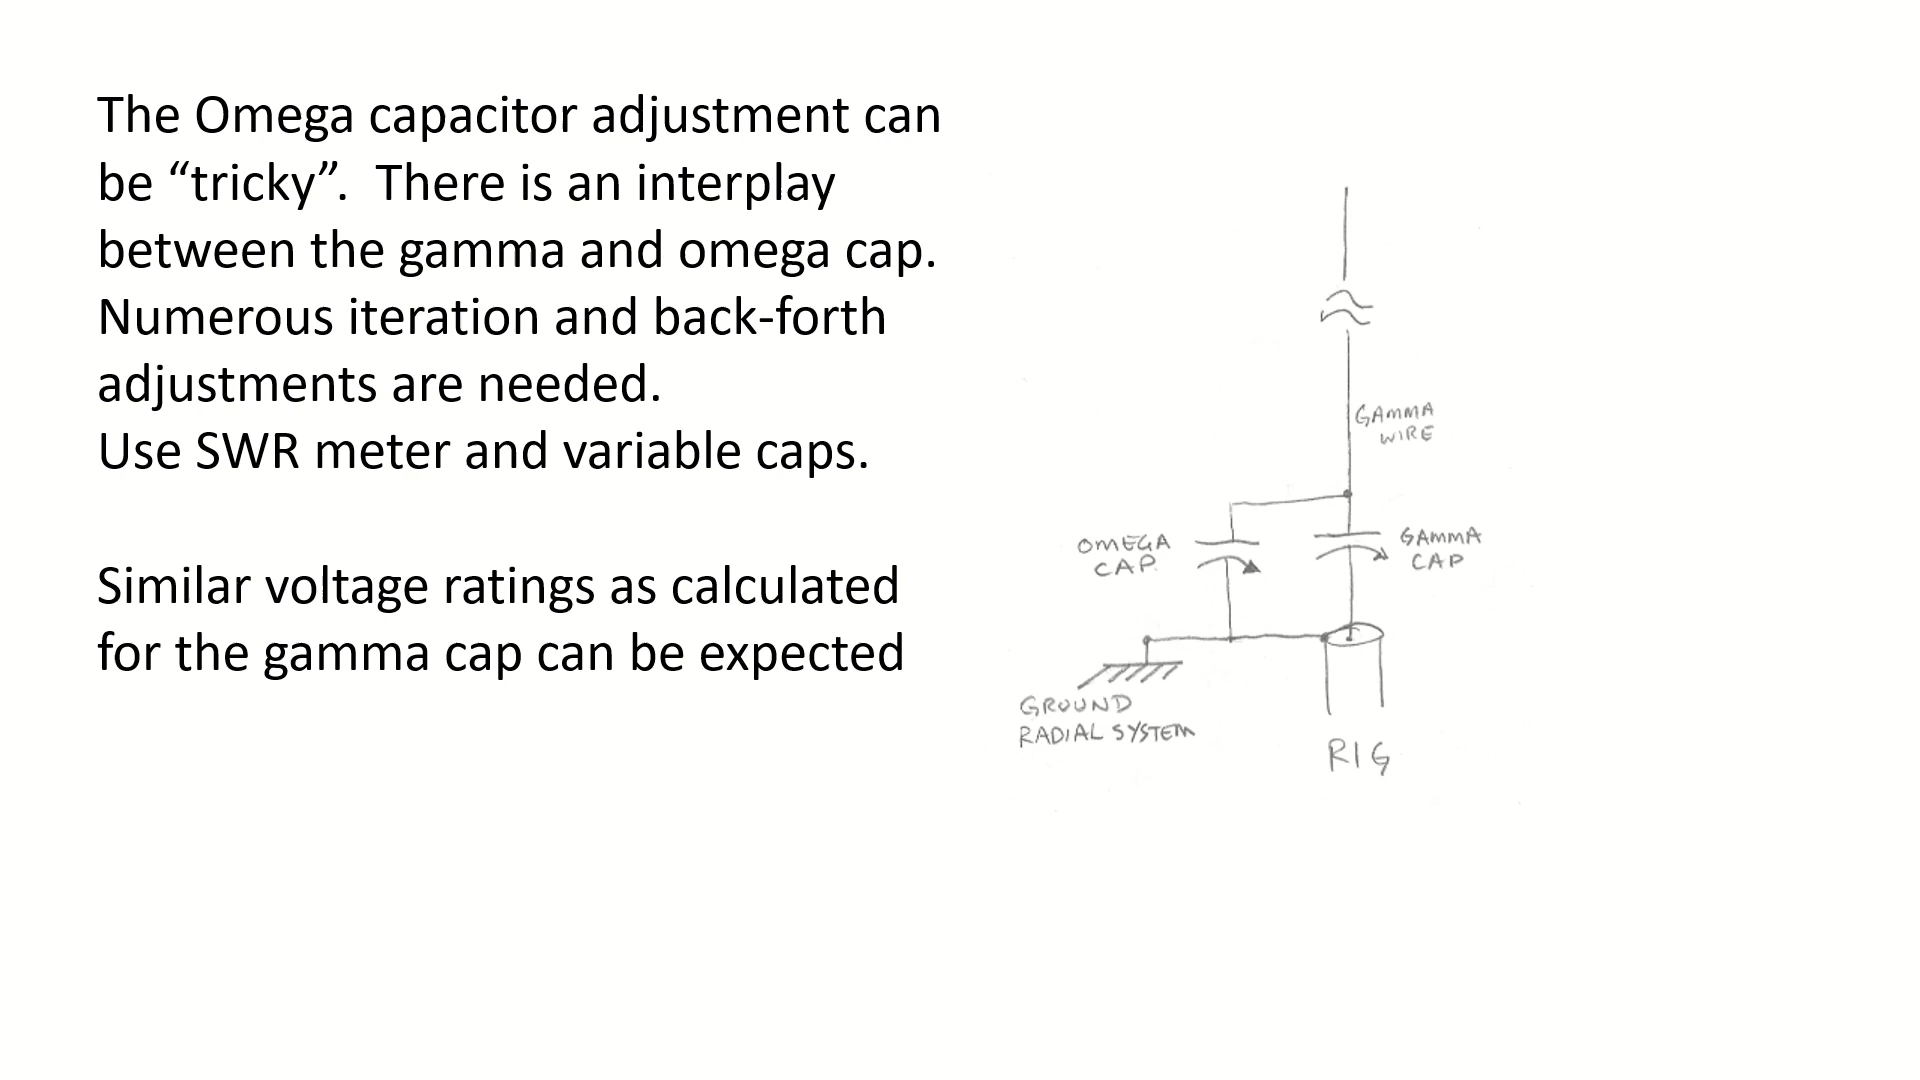 The Omega capacitor adjustment can
be “tricky”.  There is an interplay
between the gamma and omega cap.
Numerous iteration and back-forth
adjustments are needed.
Use SWR meter and variable caps.
Similar voltage ratings as calculated
for the gamma cap can be expected
GAMMA
WIRE
OMEGA
CAP.
GAMMA
CAP
GROUND
RADIAL SYSTEM
RIG